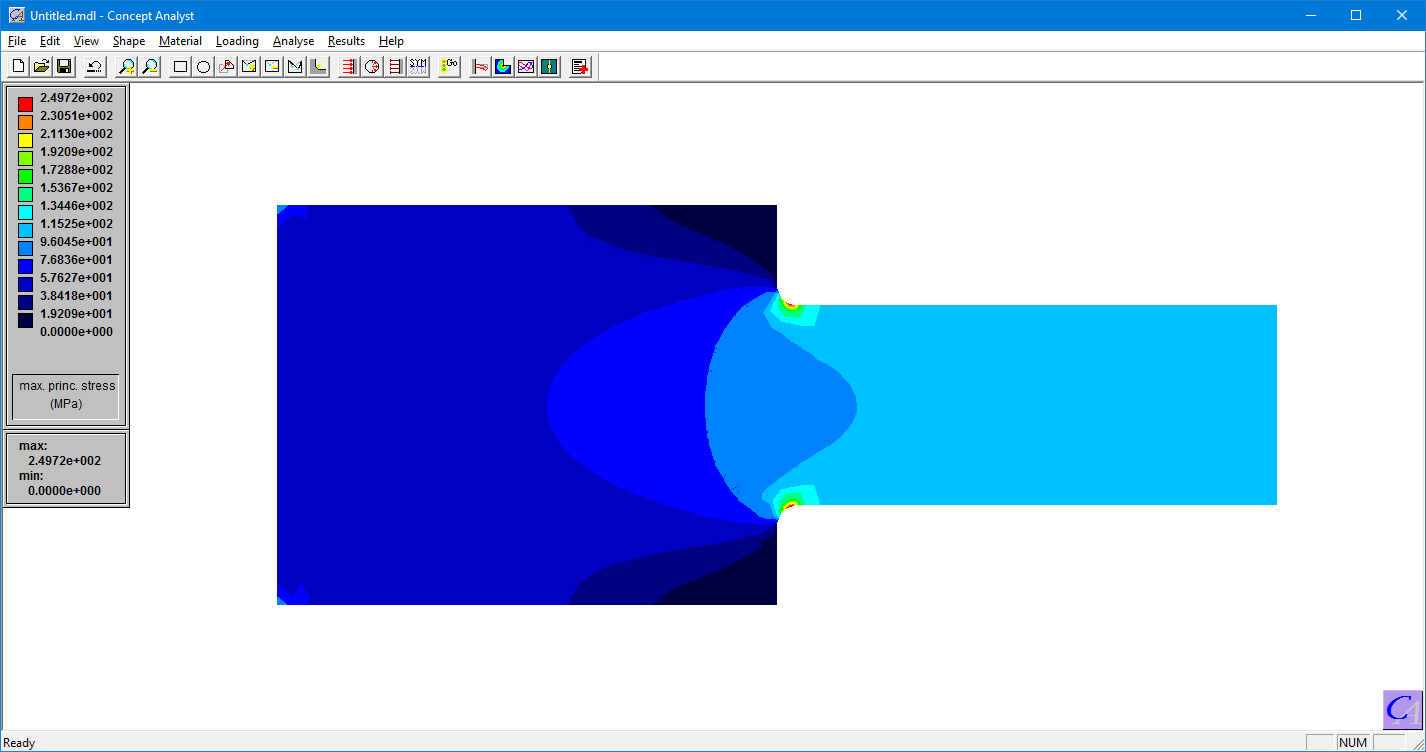 Untitled.mdl - Concept Analyst
File Edit View Shape Material Loading Analyse Results Help
SYM
Go
2.4972e+002
2.3051e+002
2.1130e+002
1.9209e+002
1.7288e+002
1.5367e+002
1.3446e+002
1.1525e+002
9.6045e+001
7.6836e+001
5.7627e+001
3.8418e+001
1.9209e+001
0.0000e+000
max. princ. stress
(MPa)
max:
2.4972e+002
min:
0.0000e+000
CA
Ready
NUM